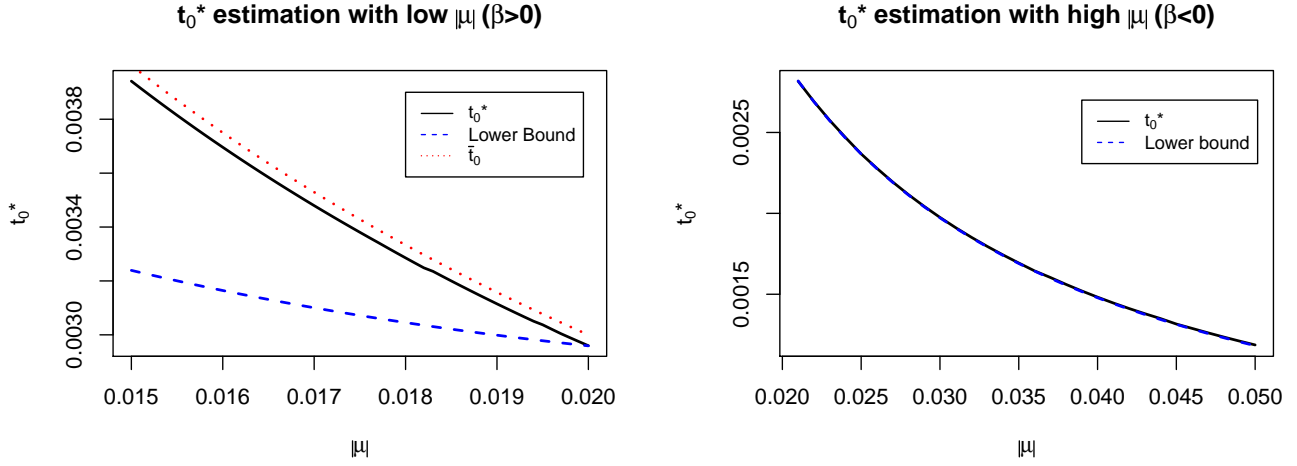 t₀* estimation with low |μ| (β>0)
t₀*
0.0030
0.0034
0.0038
t₀*
Lower Bound
t̄₀
0.015 0.016 0.017 0.018 0.019 0.020
|μ|
t₀* estimation with high |μ| (β<0)
t₀*
0.0015
0.0025
t₀*
Lower bound
0.020 0.025 0.030 0.035 0.040 0.045 0.050
|μ|